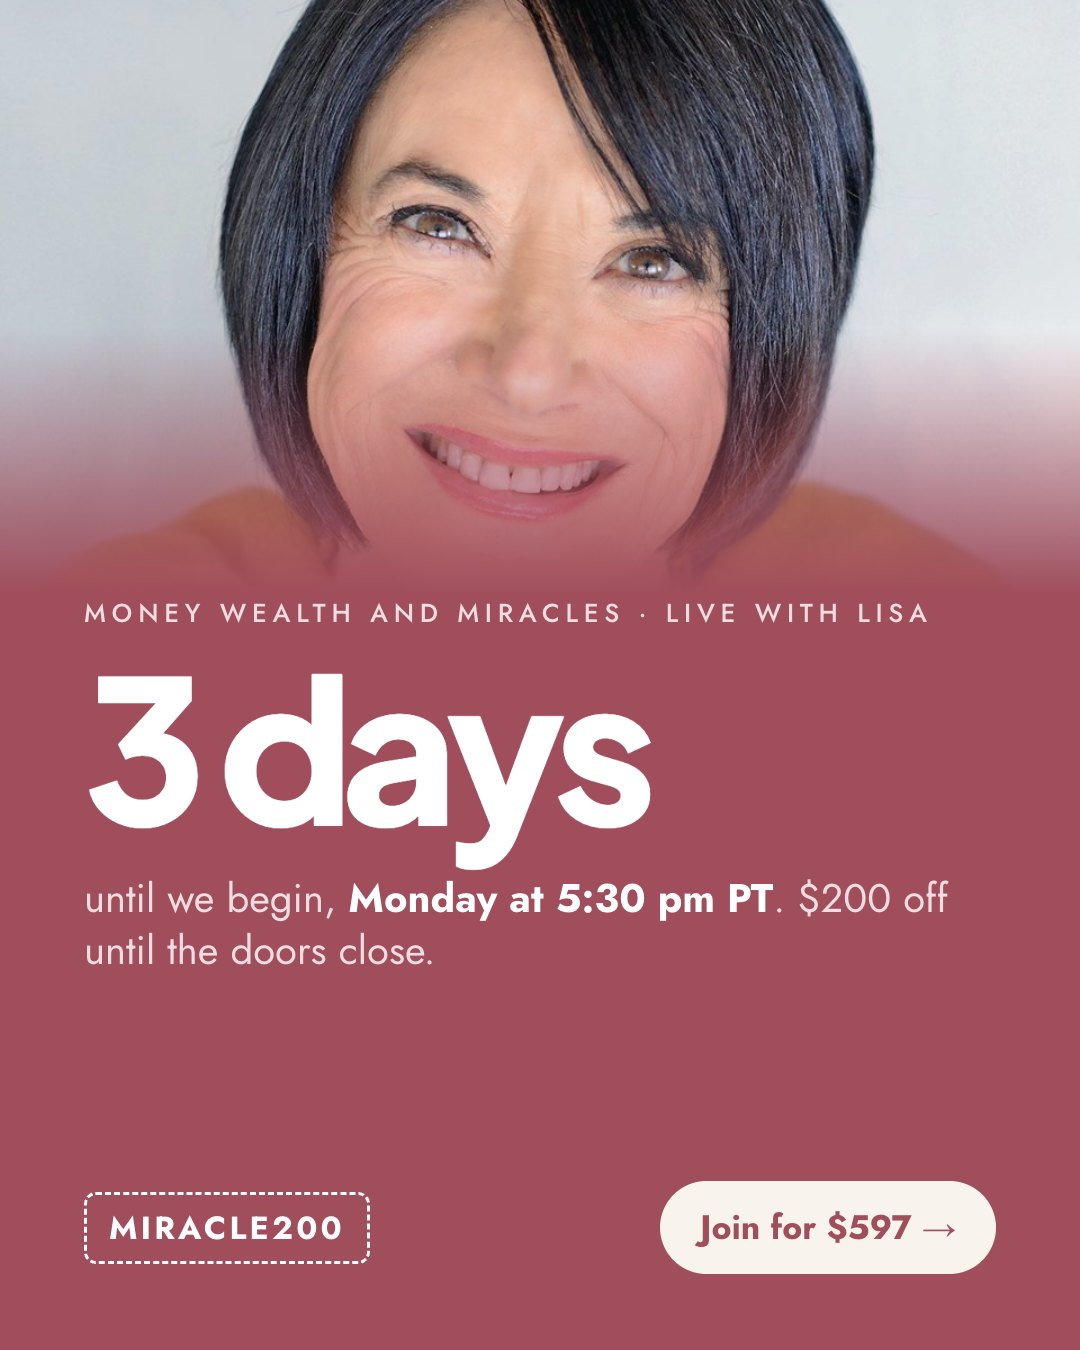 MONEY WEALTH AND MIRACLES · LIVE WITH LISA
3 days
until we begin, Monday at 5:30 pm PT. $200 off
until the doors close.
MIRACLE200
Join for $597 →